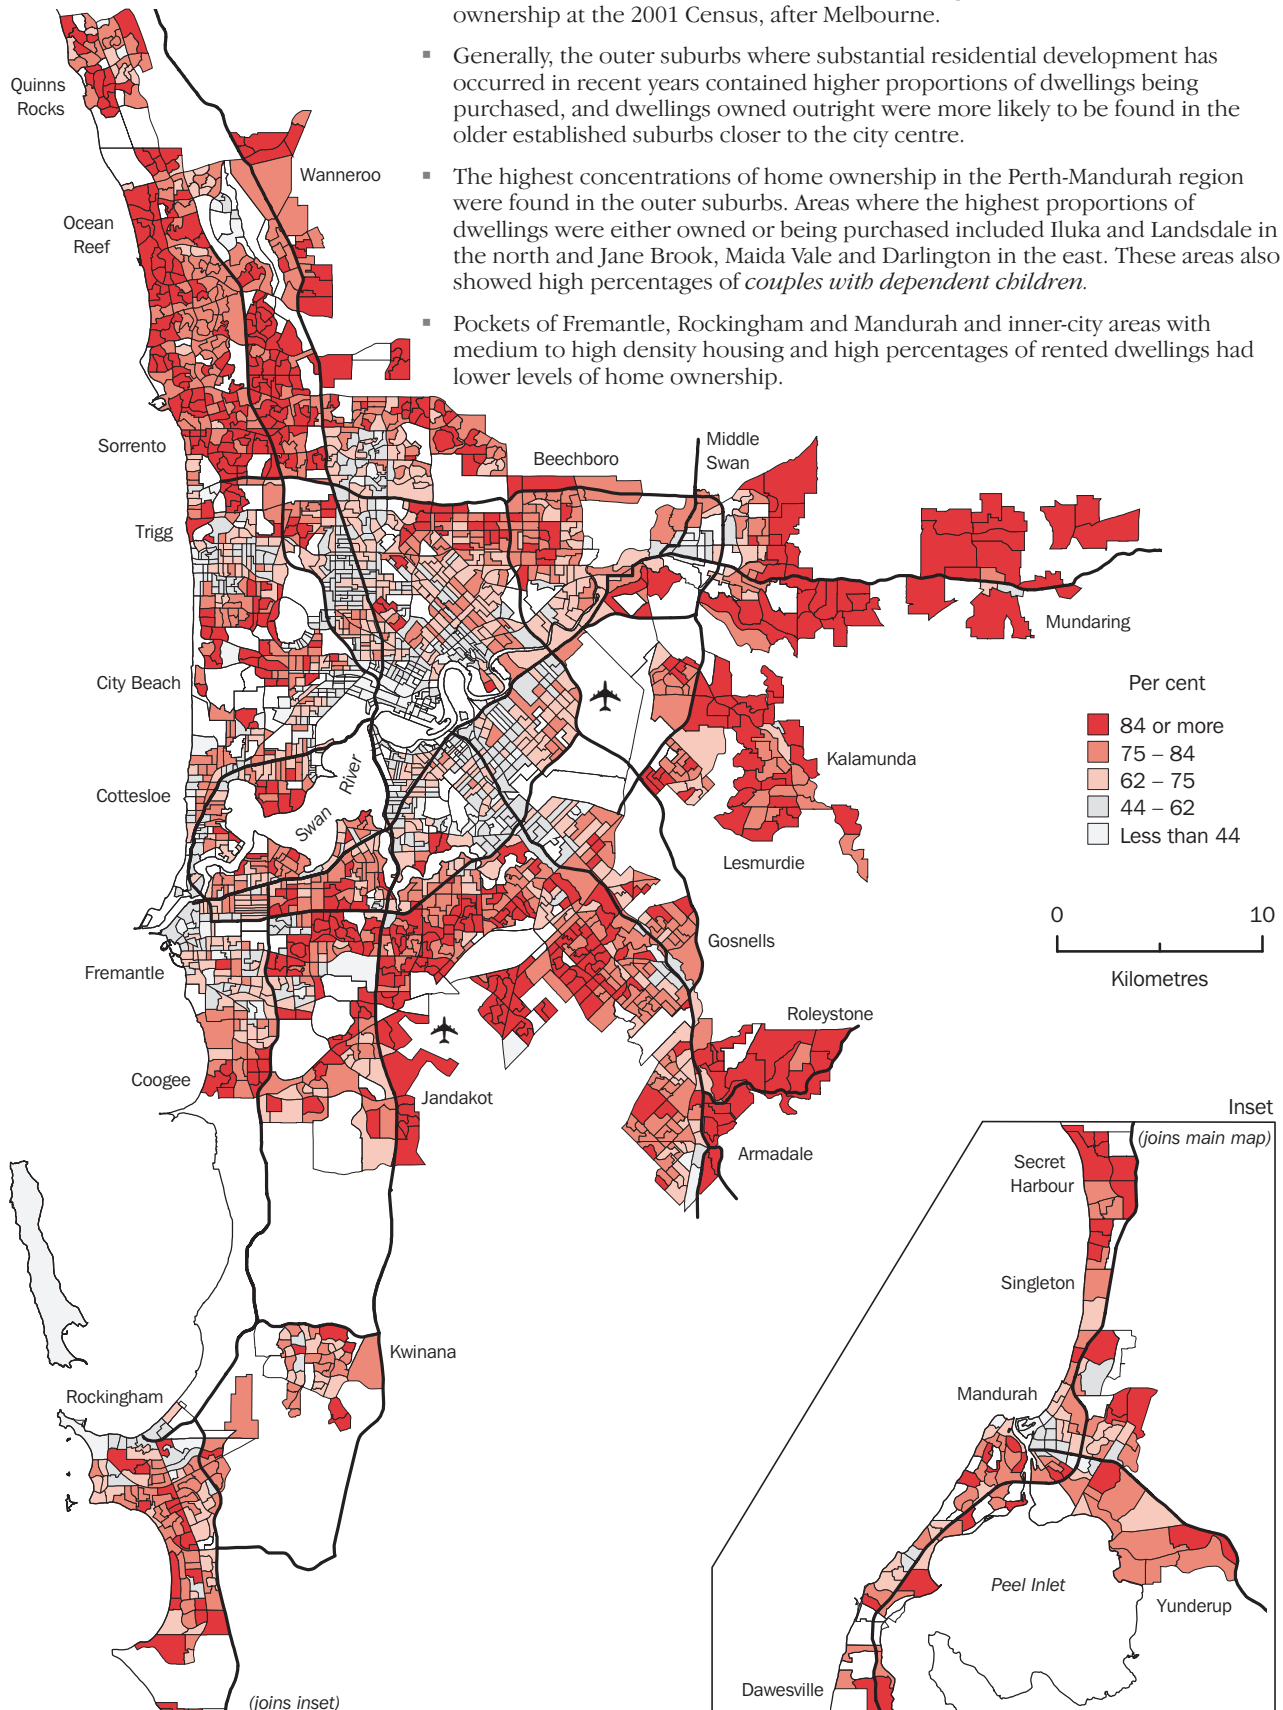 ownership at the 2001 Census, after Melbourne.
▪ Generally, the outer suburbs where substantial residential development has
occurred in recent years contained higher proportions of dwellings being
purchased, and dwellings owned outright were more likely to be found in the
older established suburbs closer to the city centre.
▪ The highest concentrations of home ownership in the Perth-Mandurah region
were found in the outer suburbs. Areas where the highest proportions of
dwellings were either owned or being purchased included Iluka and Landsdale in
the north and Jane Brook, Maida Vale and Darlington in the east. These areas also
showed high percentages of couples with dependent children.
▪ Pockets of Fremantle, Rockingham and Mandurah and inner-city areas with
medium to high density housing and high percentages of rented dwellings had
lower levels of home ownership.
Quinns
Rocks
Wanneroo
Ocean
Reef
Sorrento
Beechboro
Middle
Swan
Trigg
Mundaring
City Beach
Per cent
84 or more
75 – 84
62 – 75
44 – 62
Less than 44
Kalamunda
Cottesloe
Swan River
Lesmurdie
0 10
Kilometres
Gosnells
Fremantle
Roleystone
Coogee
Jandakot
Armadale
Inset
(joins main map)
Secret
Harbour
Singleton
Kwinana
Rockingham
Mandurah
Peel Inlet
Yunderup
Dawesville
(joins inset)